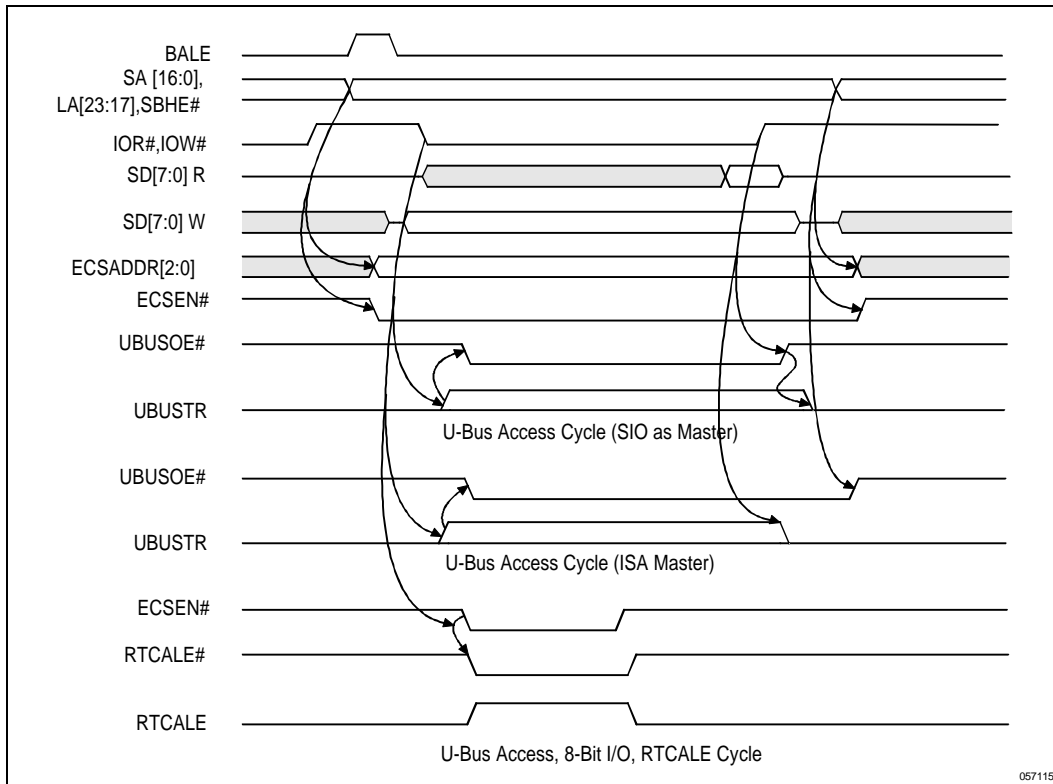 BALE
SA [16:0],
LA[23:17],SBHE#
IOR#,IOW#
SD[7:0] R
SD[7:0] W
ECSADDR[2:0]
ECSEN#
UBUSOE#
UBUSTR
U-Bus Access Cycle (SIO as Master)
UBUSOE#
UBUSTR
U-Bus Access Cycle (ISA Master)
ECSEN#
RTCALE#
RTCALE
U-Bus Access, 8-Bit I/O, RTCALE Cycle
057115